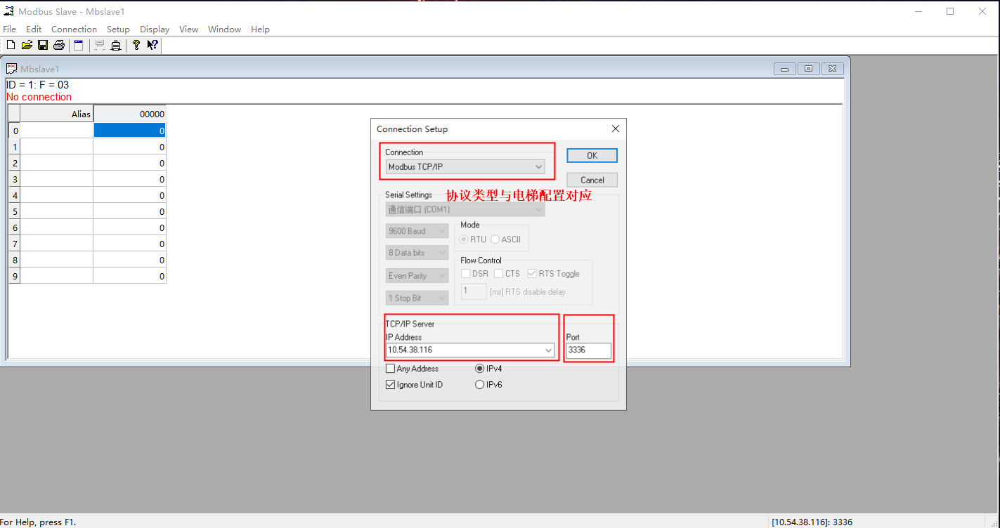 Modbus Slave - Mbslave1
File Edit Connection Setup Display View Window Help
Mbslave1
ID = 1: F = 03
No connection
Alias 00000
0 0
1 0
2 0
3 0
4 0
5 0
6 0
7 0
8 0
9 0
Connection Setup
Connection
Modbus TCP/IP
OK
Cancel
协议类型与电梯配置对应
Serial Settings
通信端口 (COM1)
9600 Baud
8 Data bits
Even Parity
1 Stop Bit
Mode
RTU ASCII
Flow Control
DSR CTS RTS Toggle
1 [ms] RTS disable delay
TCP/IP Server
IP Address
10.54.38.116
Port
3336
Any Address IPv4
Ignore Unit ID IPv6
For Help, press F1.
[10.54.38.116]: 3336